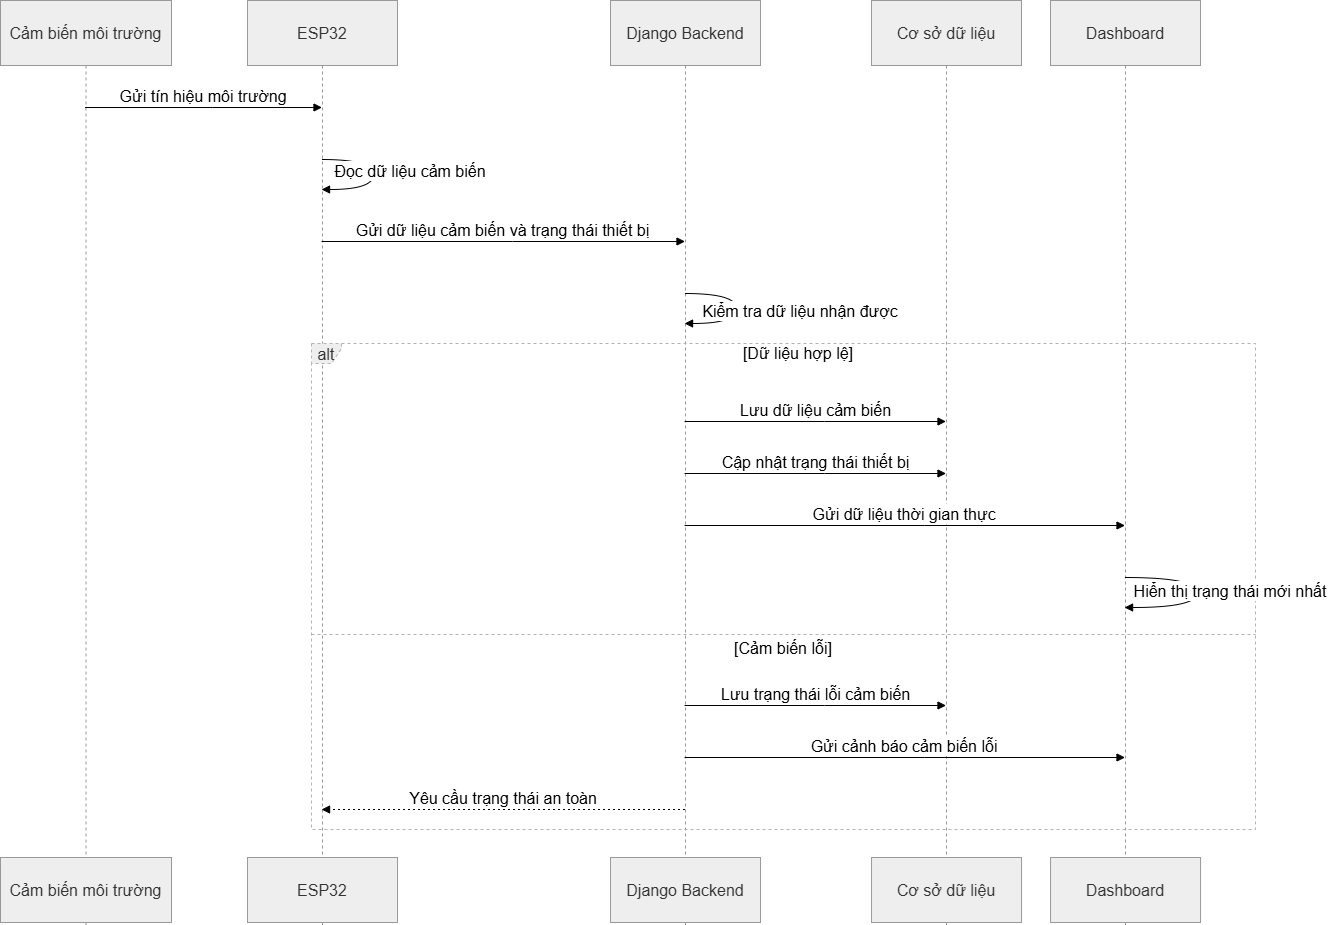 Cảm biến môi trường
ESP32
Django Backend
Cơ sở dữ liệu
Dashboard
Gửi tín hiệu môi trường
Đọc dữ liệu cảm biến
Gửi dữ liệu cảm biến và trạng thái thiết bị
Kiểm tra dữ liệu nhận được
alt
[Dữ liệu hợp lệ]
Lưu dữ liệu cảm biến
Cập nhật trạng thái thiết bị
Gửi dữ liệu thời gian thực
Hiển thị trạng thái mới nhất
[Cảm biến lỗi]
Lưu trạng thái lỗi cảm biến
Gửi cảnh báo cảm biến lỗi
Yêu cầu trạng thái an toàn
Cảm biến môi trường
ESP32
Django Backend
Cơ sở dữ liệu
Dashboard